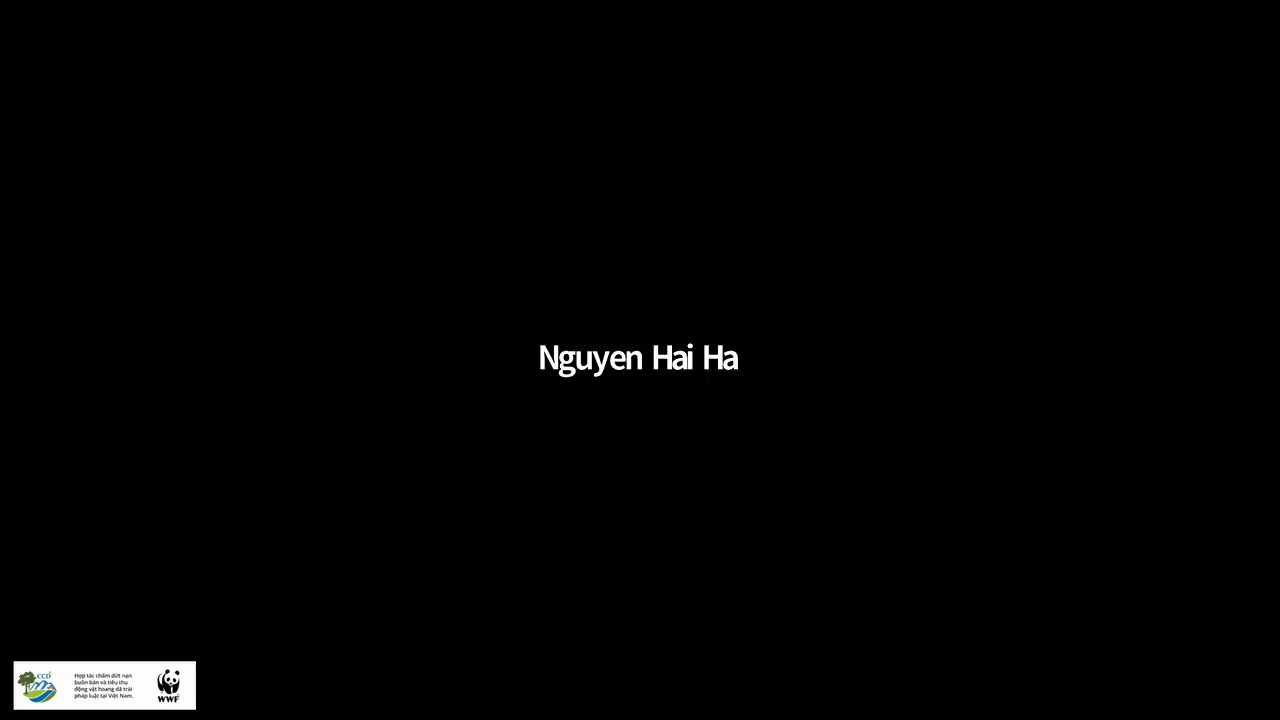 Nguyen Hai Ha
CCD
Hợp tác chấm dứt nạn
buôn bán và tiêu thụ
động vật hoang dã trái
pháp luật tại Việt Nam.
WWF